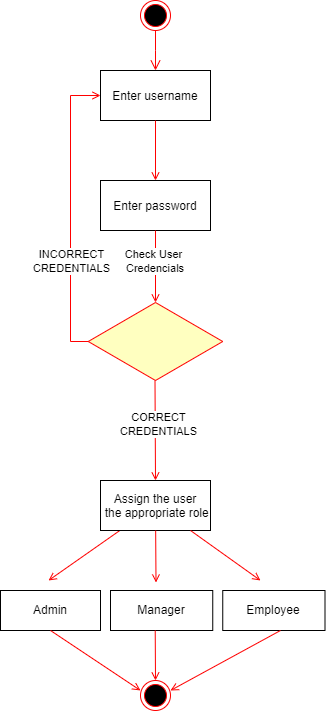 Enter username
Enter password
INCORRECT
CREDENTIALS
Check User
Credencials
CORRECT
CREDENTIALS
Assign the user
the appropriate role
Admin
Manager
Employee